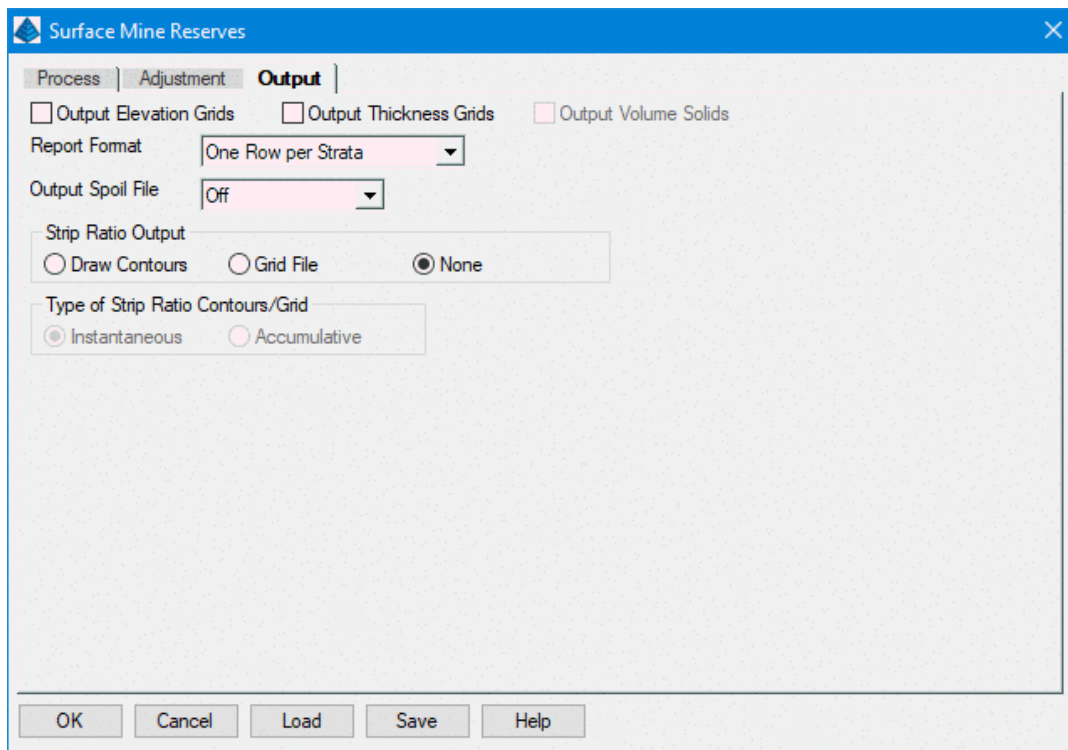 Surface Mine Reserves
Process Adjustment Output
Output Elevation Grids Output Thickness Grids Output Volume Solids
Report Format One Row per Strata
Output Spoil File Off
Strip Ratio Output
Draw Contours Grid File None
Type of Strip Ratio Contours/Grid
Instantaneous Accumulative
OK Cancel Load Save Help